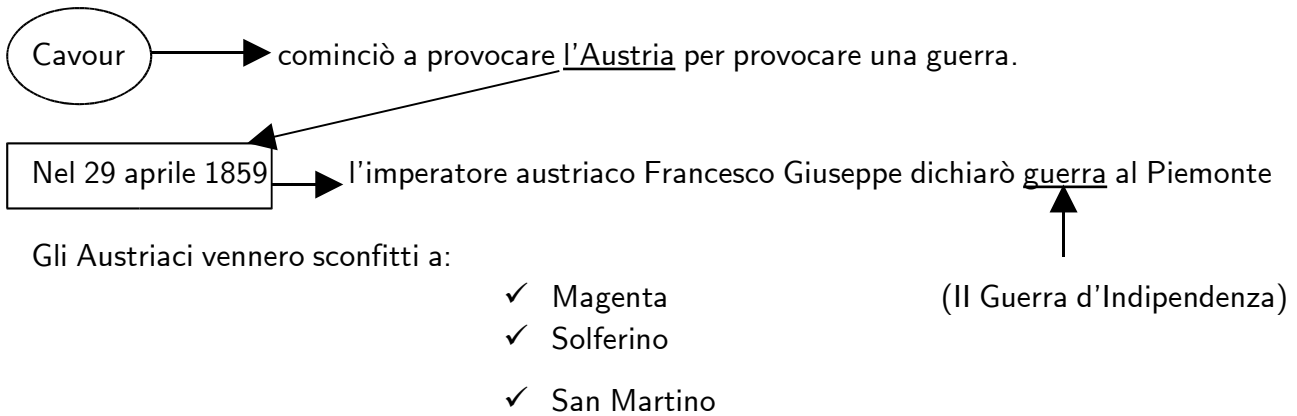 Cavour cominciò a provocare l'Austria per provocare una guerra.
Nel 29 aprile 1859 l'imperatore austriaco Francesco Giuseppe dichiarò guerra al Piemonte
Gli Austriaci vennero sconfitti a:
✓ Magenta (II Guerra d'Indipendenza)
✓ Solferino
✓ San Martino